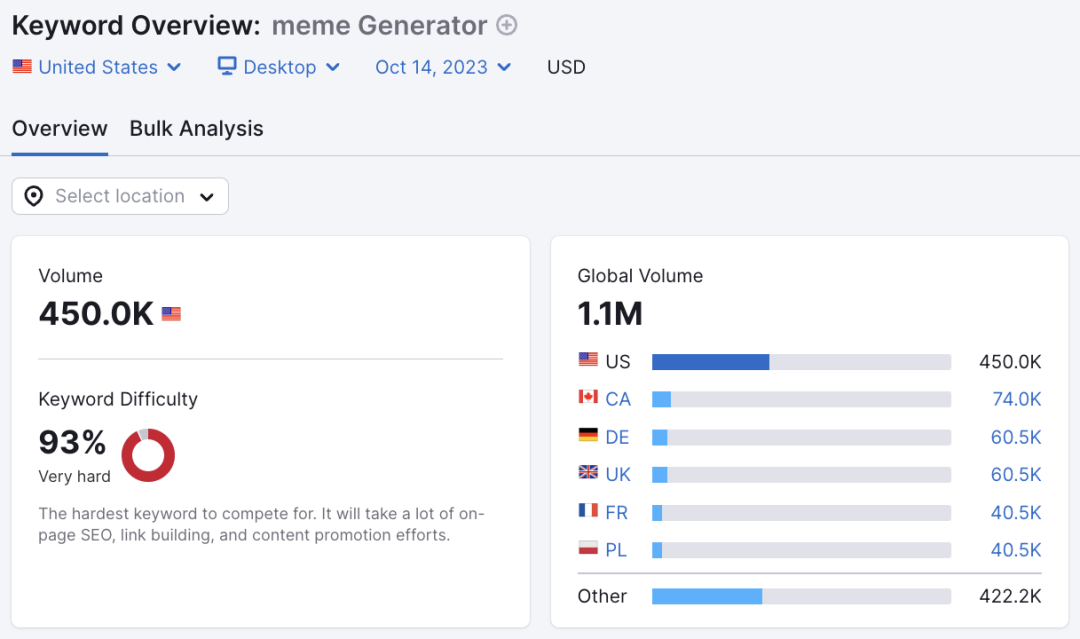 Keyword Overview: meme Generator
United States Desktop Oct 14, 2023 USD
Overview Bulk Analysis
Select location
Volume
450.0K
Keyword Difficulty
93%
Very hard
The hardest keyword to compete for. It will take a lot of on-
page SEO, link building, and content promotion efforts.
Global Volume
1.1M
US 450.0K
CA 74.0K
DE 60.5K
UK 60.5K
FR 40.5K
PL 40.5K
Other 422.2K